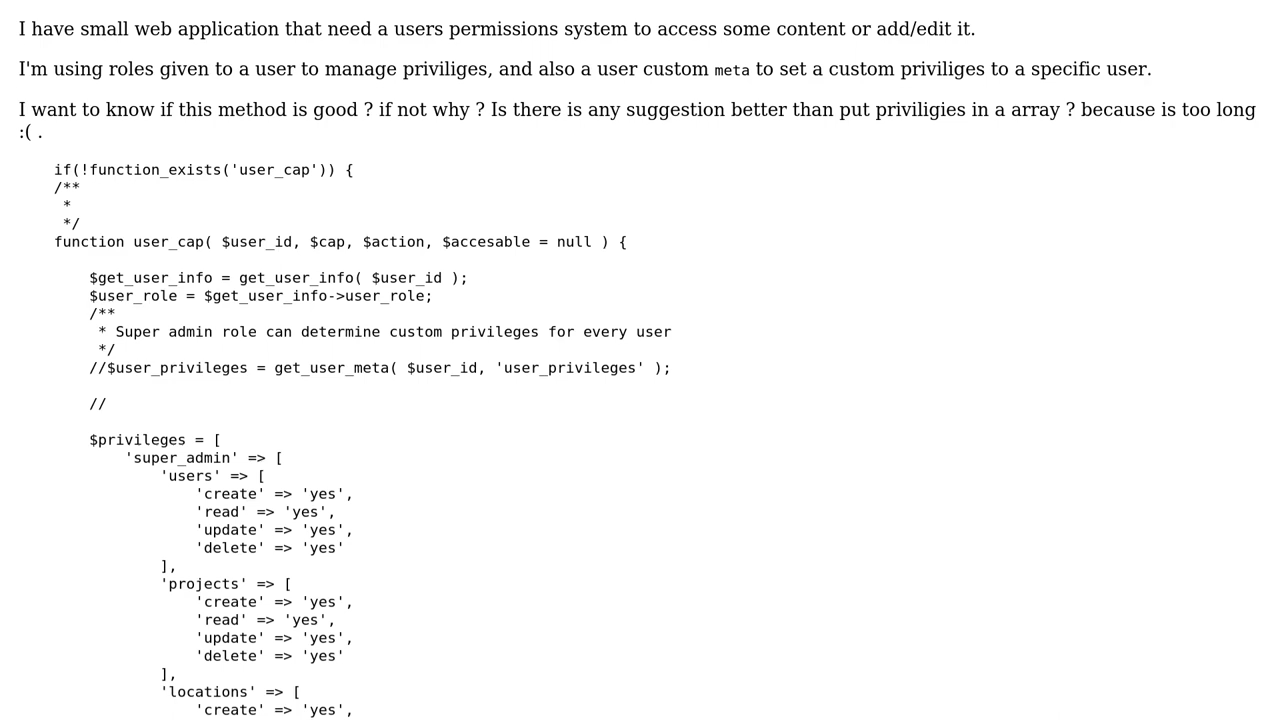 I have small web application that need a users permissions system to access some content or add/edit it.
I'm using roles given to a user to manage priviliges, and also a user custom meta to set a custom priviliges to a specific user.
I want to know if this method is good ? if not why ? Is there is any suggestion better than put priviligies in a array ? because is too long
:( .
if(!function_exists('user_cap')) {
/**
 *
 */
function user_cap( $user_id, $cap, $action, $accesable = null ) {
    $get_user_info = get_user_info( $user_id );
    $user_role = $get_user_info->user_role;
    /**
     * Super admin role can determine custom privileges for every user
     */
    //$user_privileges = get_user_meta( $user_id, 'user_privileges' );
    //
    $privileges = [
        'super_admin' => [
            'users' => [
                'create' => 'yes',
                'read' => 'yes',
                'update' => 'yes',
                'delete' => 'yes'
            ],
            'projects' => [
                'create' => 'yes',
                'read' => 'yes',
                'update' => 'yes',
                'delete' => 'yes'
            ],
            'locations' => [
                'create' => 'yes',